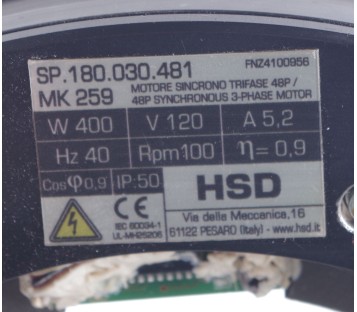 SP.180.030.481 FNZ4100956
MK 259 MOTORE SINCRONO TRIFASE 48P /
48P SYNCHRONOUS 3-PHASE MOTOR
W 400 V 120 A 5,2
Hz 40 Rpm100 η= 0,9
Cosφ0,9 IP:50 HSD
CE
IEC 60034-1
UL-MH25206
Via della Meccanica,16
61122 PESARO (Italy) - www.hsd.it